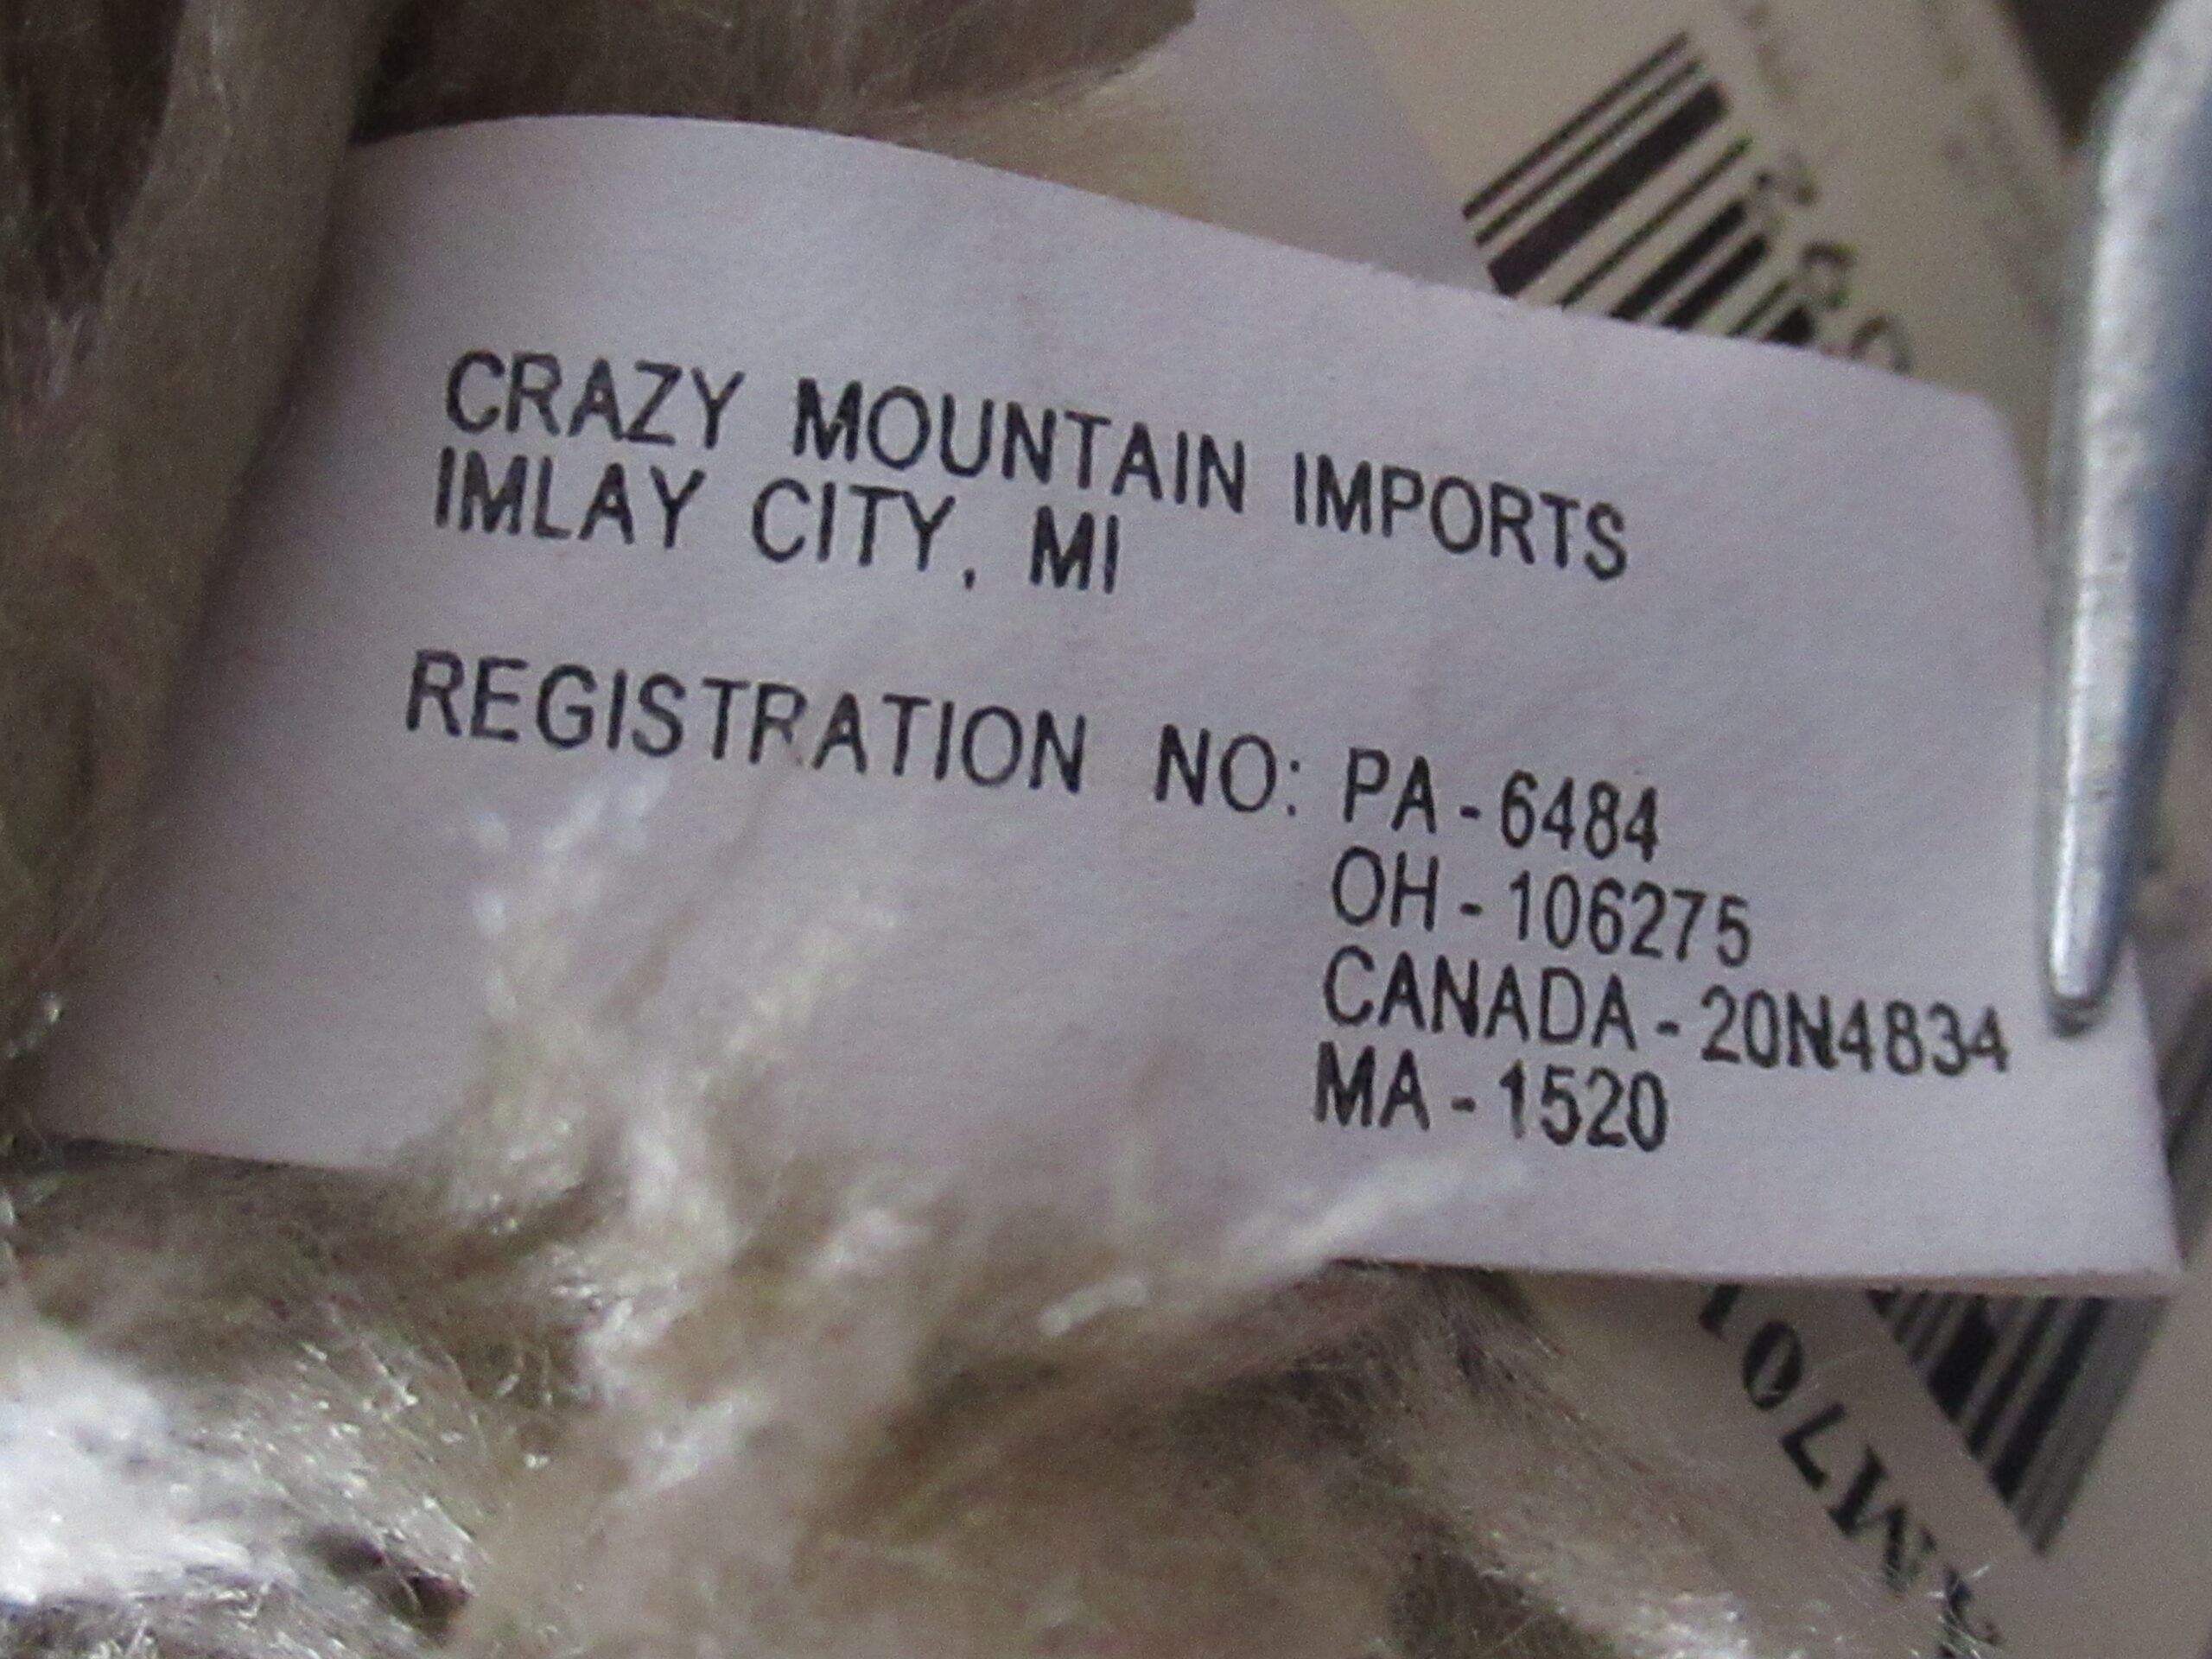 CRAZY MOUNTAIN IMPORTS
IMLAY CITY, MI
REGISTRATION NO: PA-6484
OH-106275
CANADA-20N4834
MA-1520